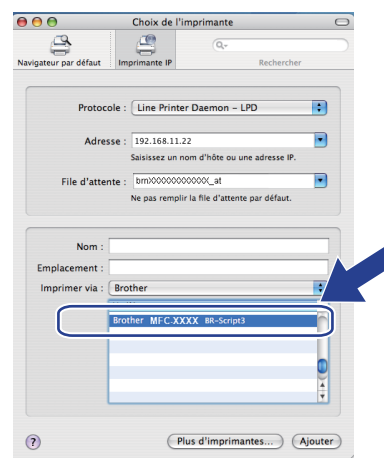 Choix de l'imprimante
Navigateur par défaut
Imprimante IP
Rechercher
Protocole : Line Printer Daemon – LPD
Adresse : 192.168.11.22
Saisissez un nom d'hôte ou une adresse IP.
File d'attente : brnXXXXXXXXXXXX_at
Ne pas remplir la file d'attente par défaut.
Nom :
Emplacement :
Imprimer via : Brother
Brother MFC-XXXX BR-Script3
? Plus d'imprimantes... Ajouter